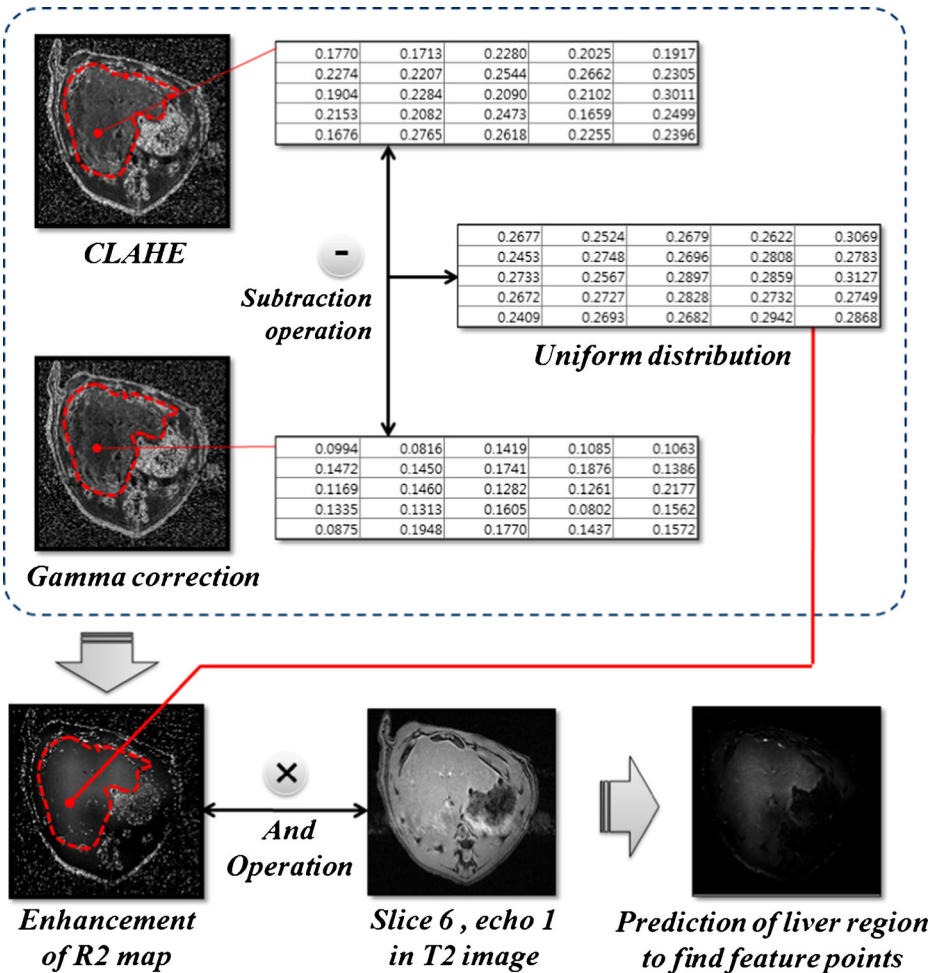 0.1770 0.1713 0.2280 0.2025 0.1917
0.2274 0.2207 0.2544 0.2662 0.2305
0.1904 0.2284 0.2090 0.2102 0.3011
0.2153 0.2082 0.2473 0.1659 0.2499
0.1676 0.2765 0.2618 0.2255 0.2396
CLAHE
-
Subtraction
operation
0.2677 0.2524 0.2679 0.2622 0.3069
0.2453 0.2748 0.2696 0.2808 0.2783
0.2733 0.2567 0.2897 0.2859 0.3127
0.2672 0.2727 0.2828 0.2732 0.2749
0.2409 0.2693 0.2682 0.2942 0.2868
Uniform distribution
0.0994 0.0816 0.1419 0.1085 0.1063
0.1472 0.1450 0.1741 0.1876 0.1386
0.1169 0.1460 0.1282 0.1261 0.2177
0.1335 0.1313 0.1605 0.0802 0.1562
0.0875 0.1948 0.1770 0.1437 0.1572
Gamma correction
×
And
Operation
Enhancement
of R2 map
Slice 6 , echo 1
in T2 image
Prediction of liver region
to find feature points